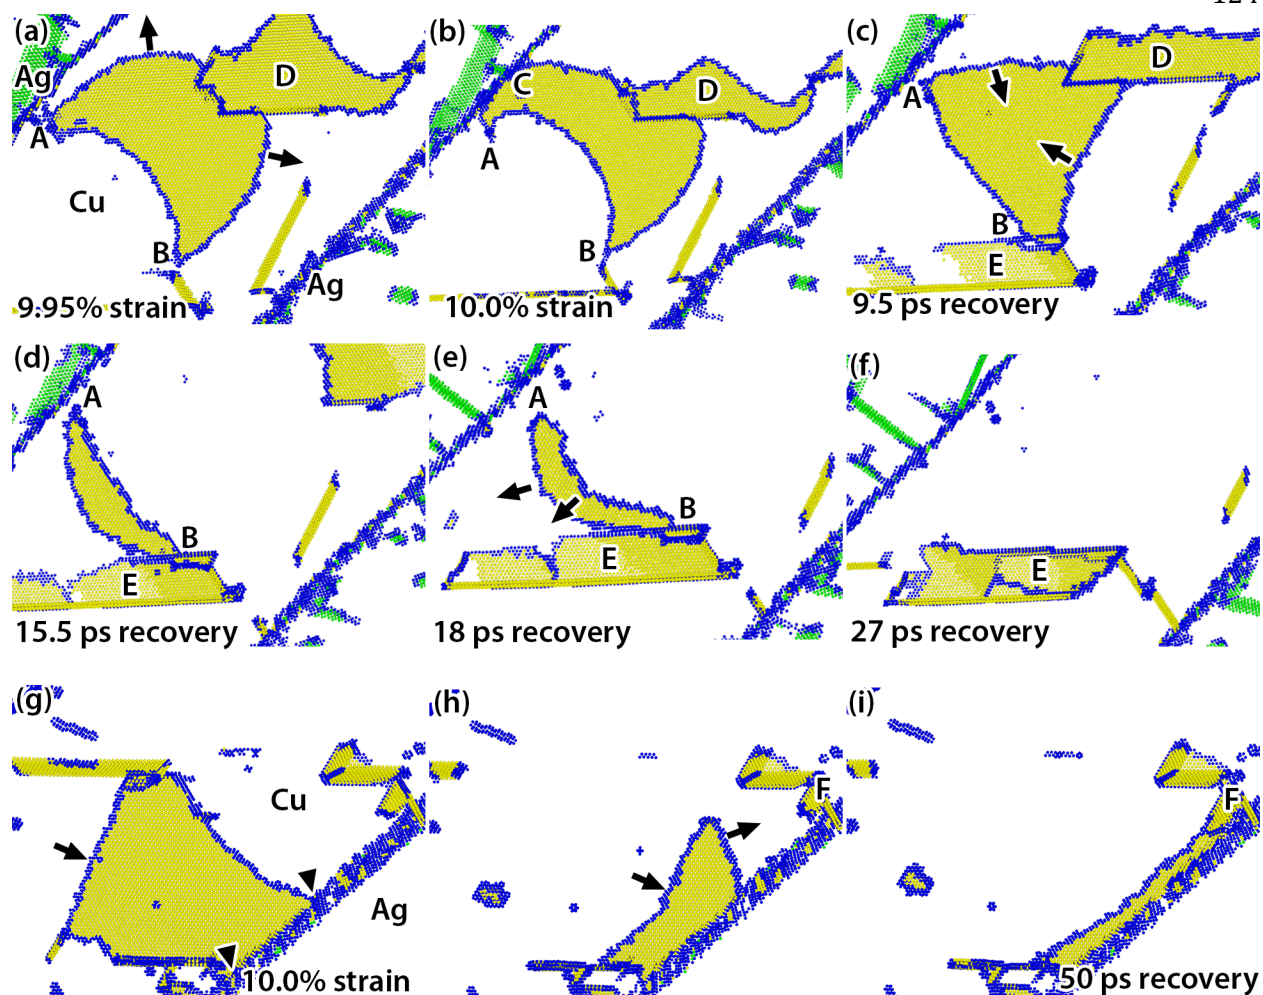 (a)
Ag
D
A
Cu
B
Ag
9.95% strain
(b)
C
D
A
B
10.0% strain
(c)
D
A
B
E
9.5 ps recovery
(d)
A
B
E
15.5 ps recovery
(e)
A
B
E
18 ps recovery
(f)
E
27 ps recovery
(g)
Cu
Ag
10.0% strain
(h)
F
(i)
F
50 ps recovery